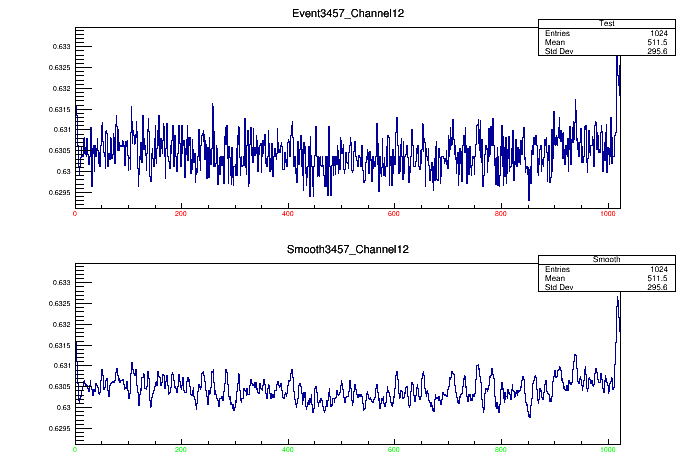 Event3457_Channel12
Test
Entries 1024
Mean 511.5
Std Dev 295.6
0.633
0.6325
0.632
0.6315
0.631
0.6305
0.63
0.6295
0 200 400 600 800 1000
Smooth3457_Channel12
Smooth
Entries 1024
Mean 511.5
Std Dev 295.6
0.633
0.6325
0.632
0.6315
0.631
0.6305
0.63
0.6295
0 200 400 600 800 1000